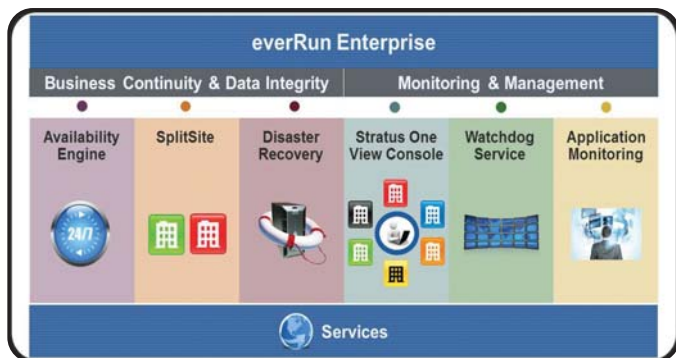 everRun Enterprise
Business Continuity & Data Integrity
Monitoring & Management
Availability
Engine
SplitSite
Disaster
Recovery
Stratus One
View Console
Watchdog
Service
Application
Monitoring
24/7
Services